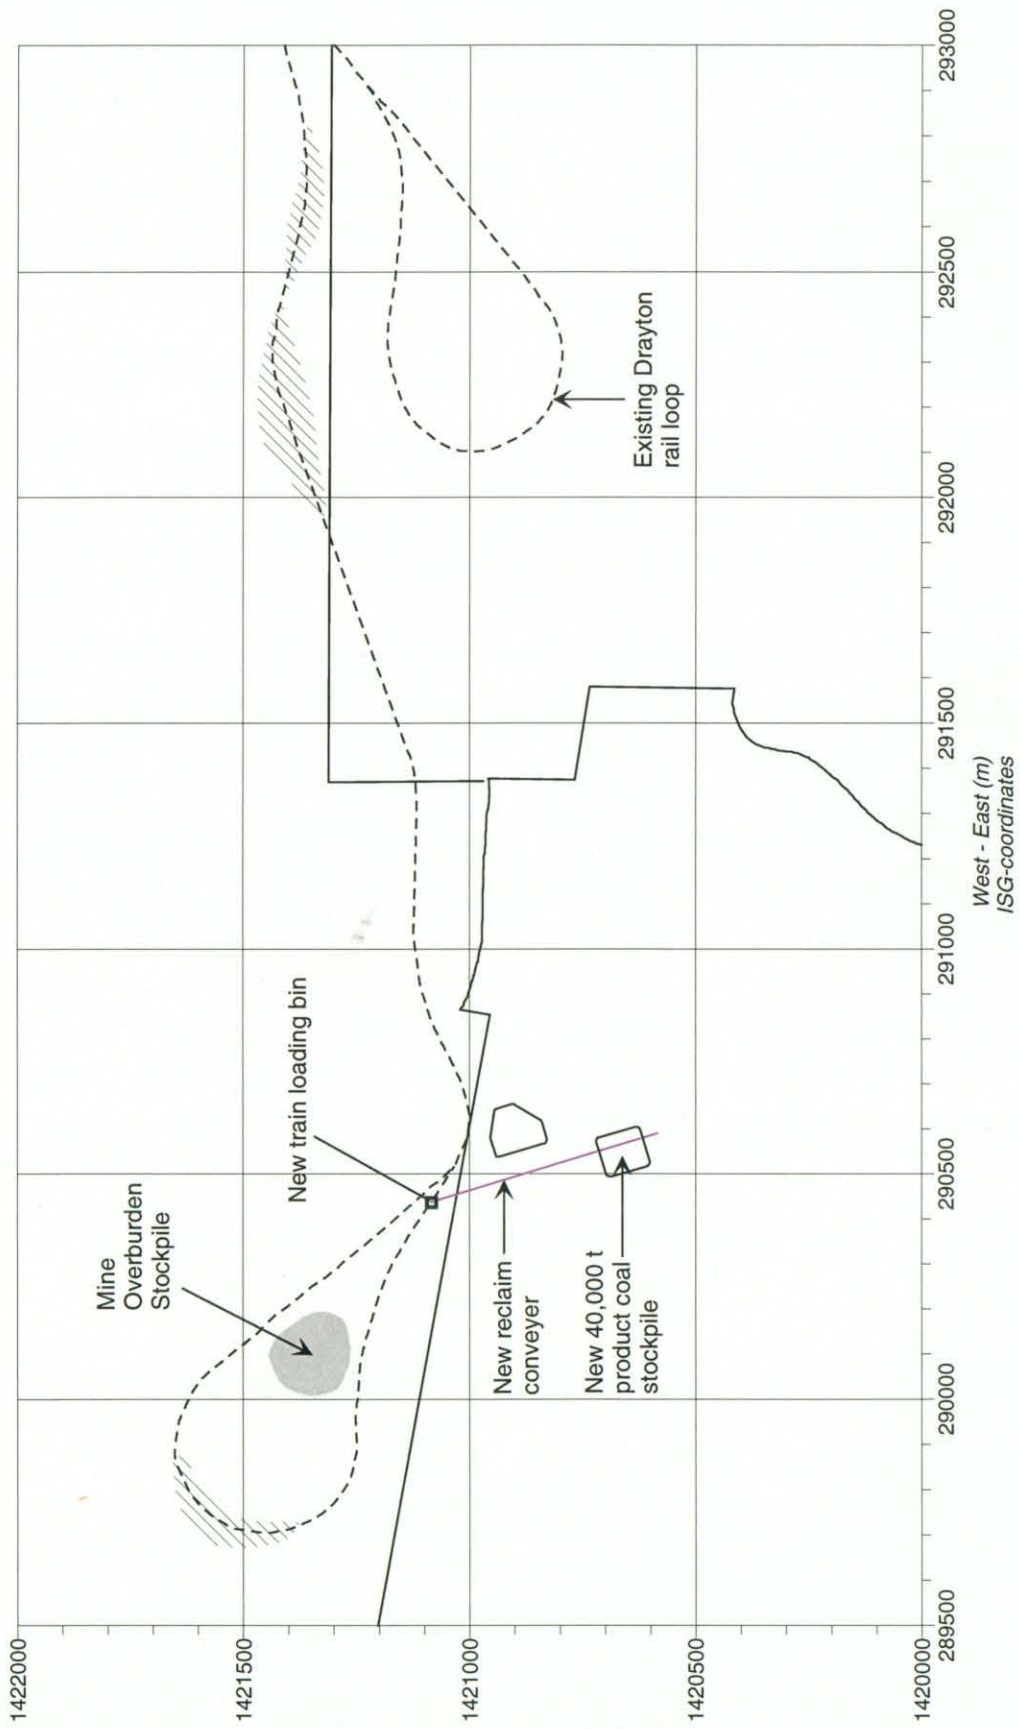 1422000
1421500
1421000
1420500
1420000
289500
290000
290500
291000
291500
292000
292500
293000
West - East (m)
ISG-coordinates
Mine
Overburden
Stockpile
New train loading bin
New reclaim
conveyer
New 40,000 t
product coal
stockpile
Existing Drayton
rail loop